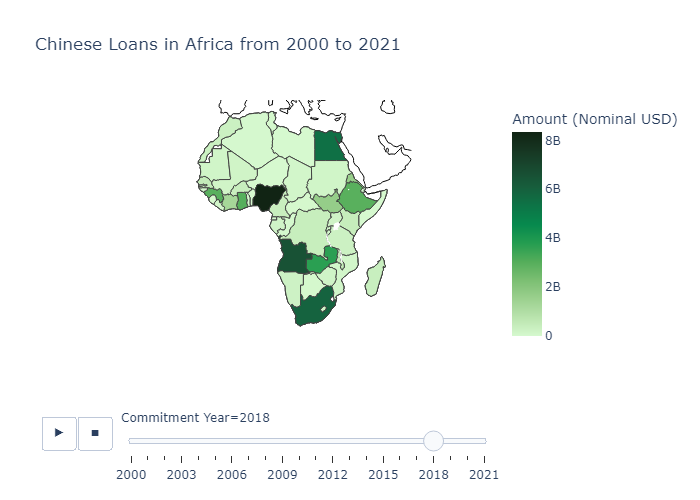 Chinese Loans in Africa from 2000 to 2021
Amount (Nominal USD)
8B
6B
4B
2B
0
Commitment Year=2018
2000 2003 2006 2009 2012 2015 2018 2021